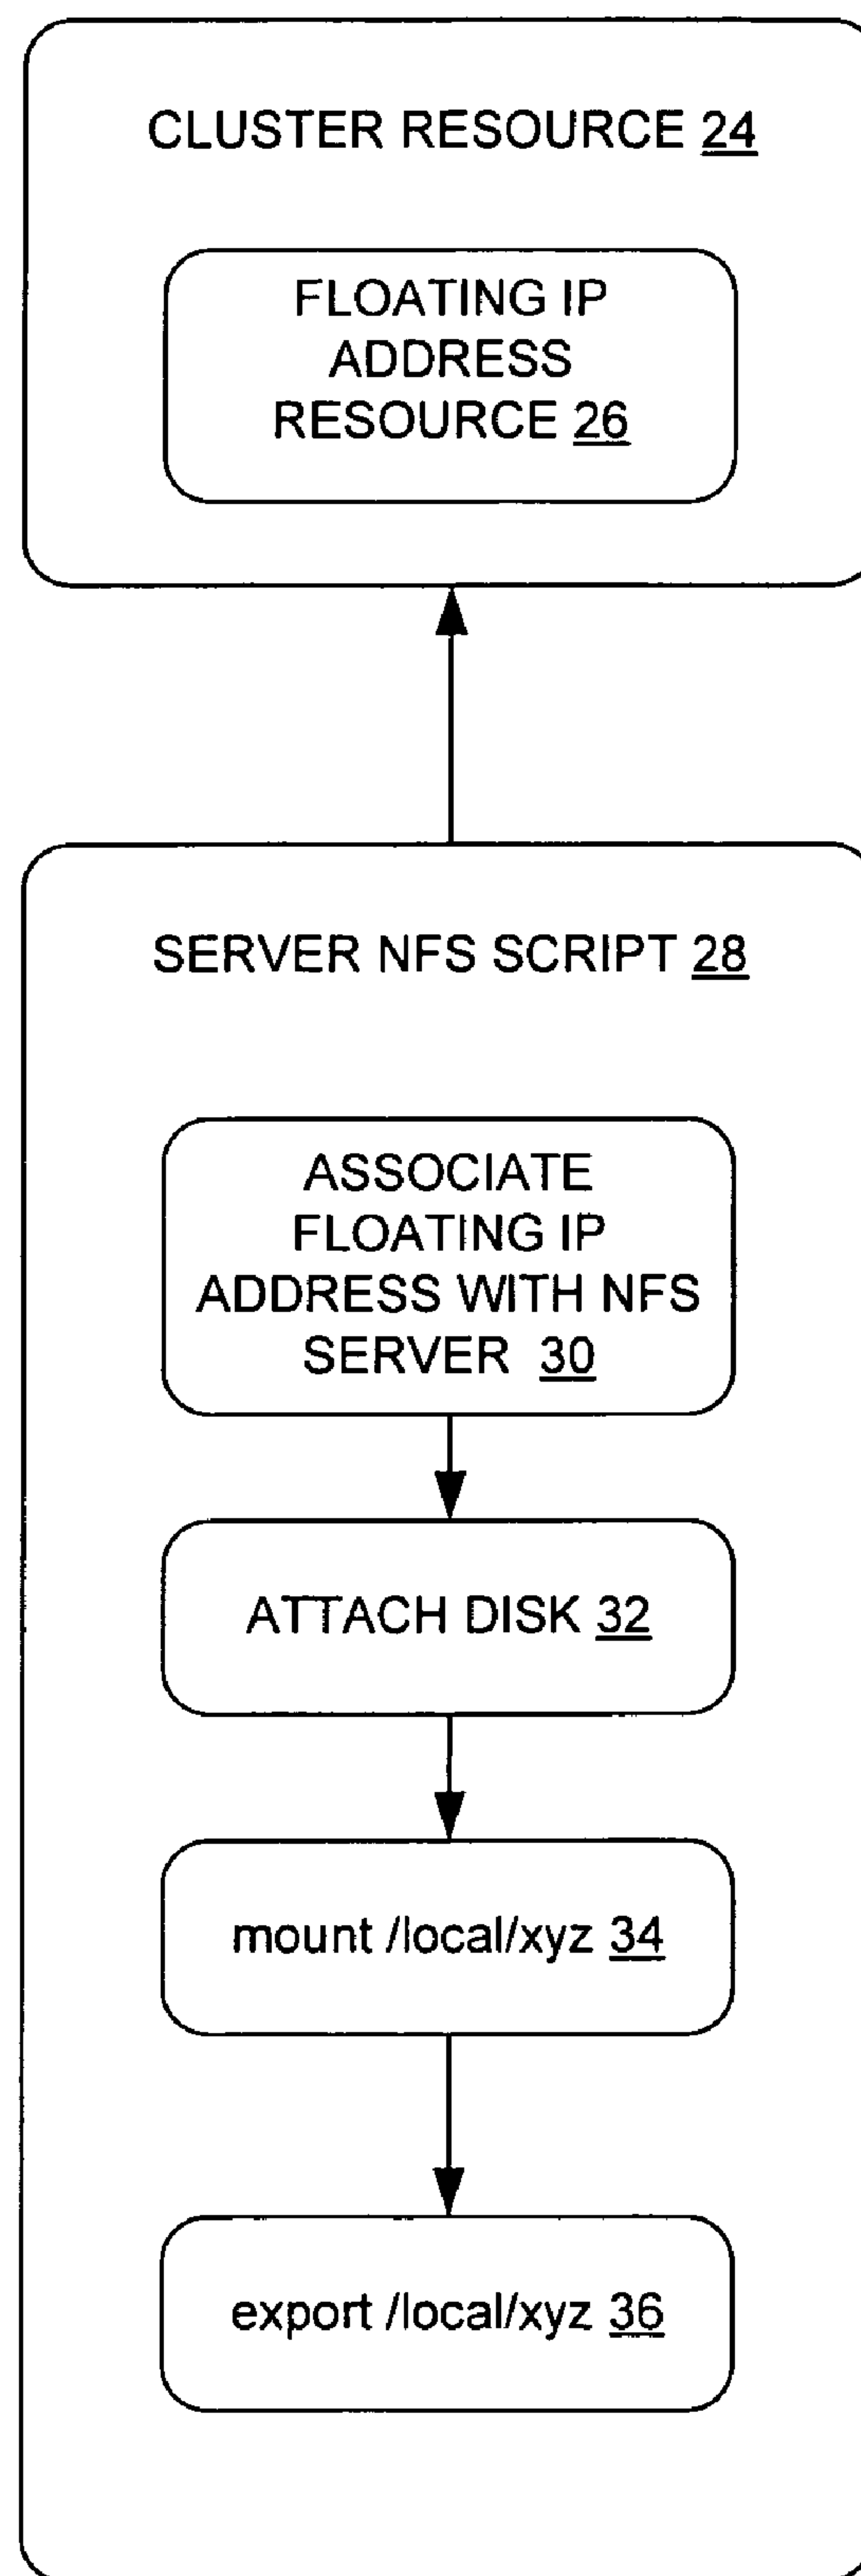 CLUSTER RESOURCE 24
FLOATING IP
ADDRESS
RESOURCE 26
SERVER NFS SCRIPT 28
ASSOCIATE
FLOATING IP
ADDRESS WITH NFS
SERVER 30
ATTACH DISK 32
mount /local/xyz 34
export /local/xyz 36